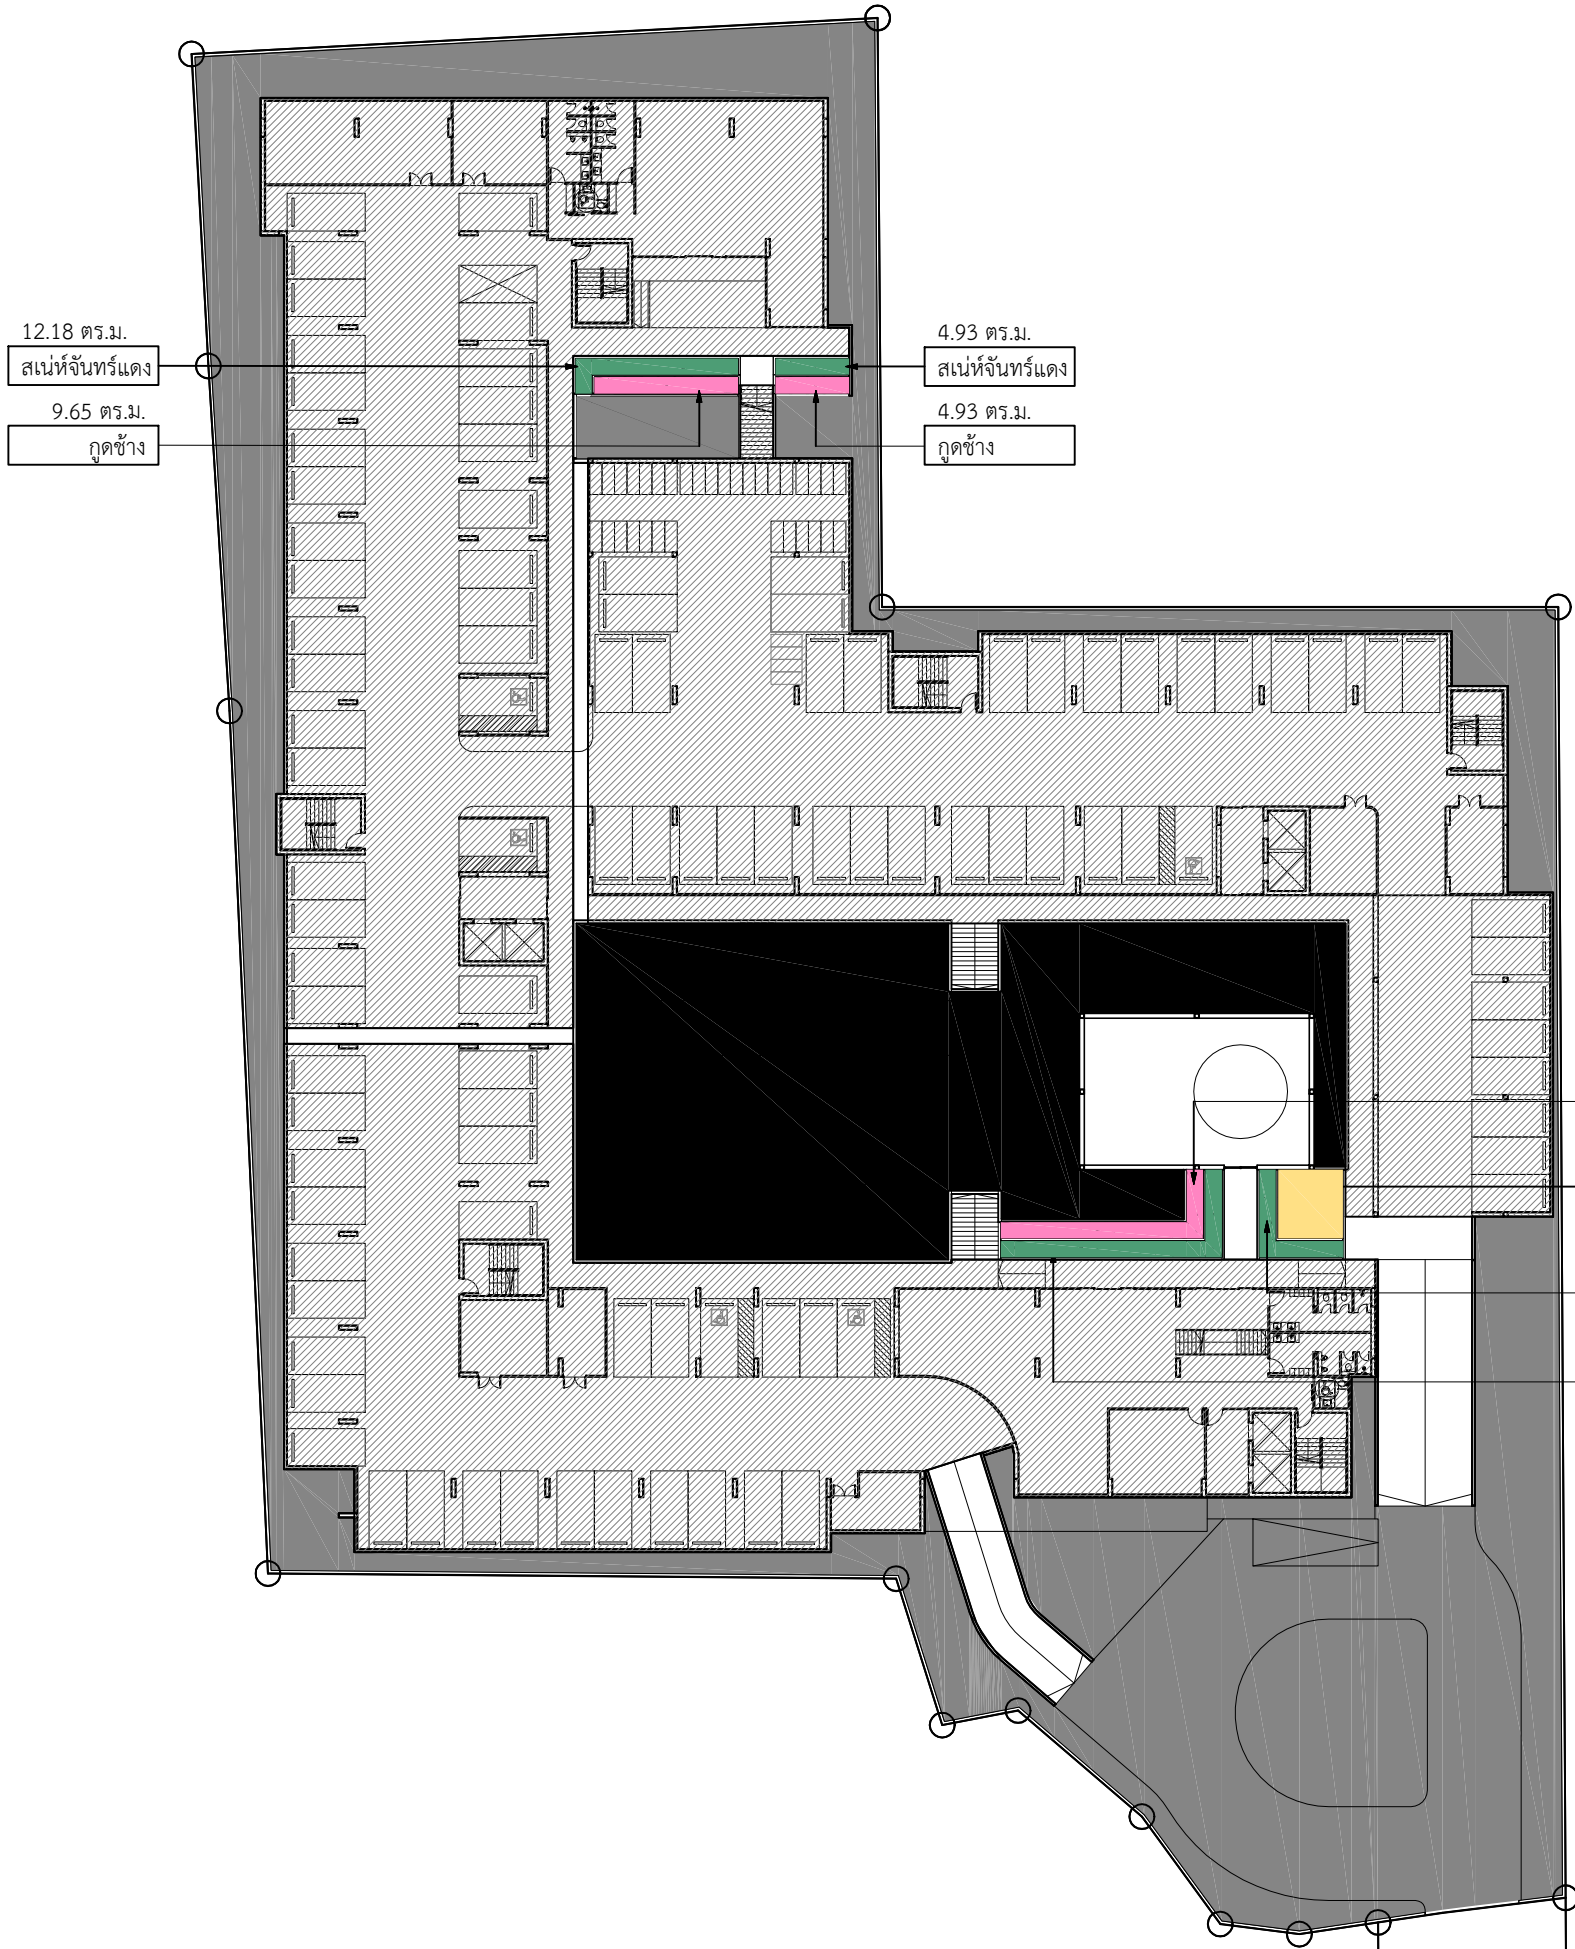 12.18 ตร.ม.
สเน่ห์จันทร์แดง
9.65 ตร.ม.
กูดช้าง
4.93 ตร.ม.
สเน่ห์จันทร์แดง
4.93 ตร.ม.
กูดช้าง